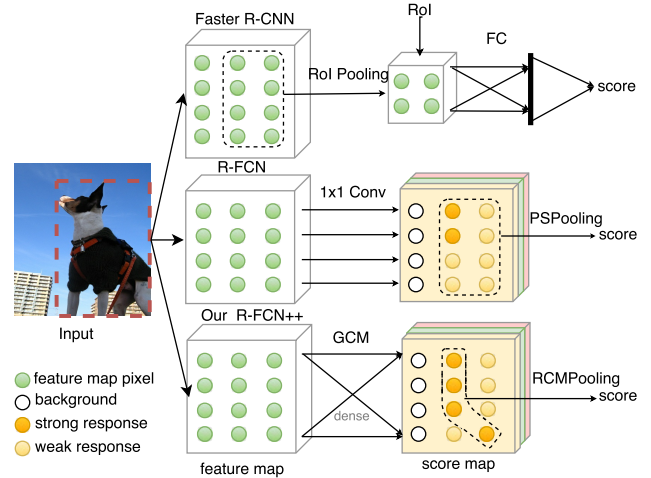 Faster R-CNN
RoI
FC
RoI Pooling
score
R-FCN
1x1 Conv
PSPooling
score
Input
Our R-FCN++
GCM
RCMPooling
score
dense
feature map pixel
background
strong response
weak response
feature map
score map